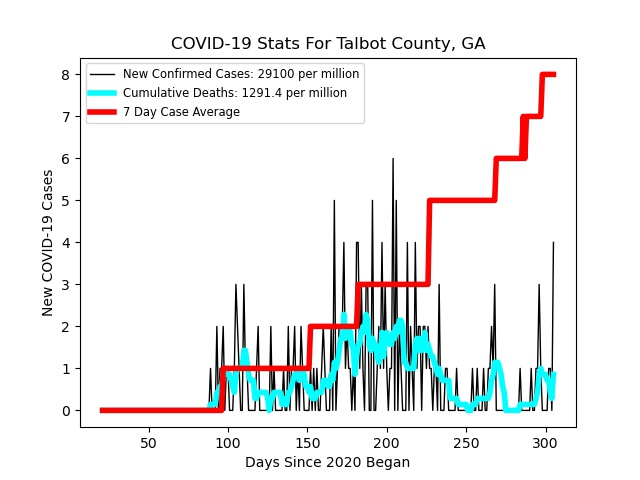 COVID-19 Stats For Talbot County, GA
New Confirmed Cases: 29100 per million
Cumulative Deaths: 1291.4 per million
7 Day Case Average
New COVID-19 Cases
8
7
6
5
4
3
2
1
0
50 100 150 200 250 300
Days Since 2020 Began